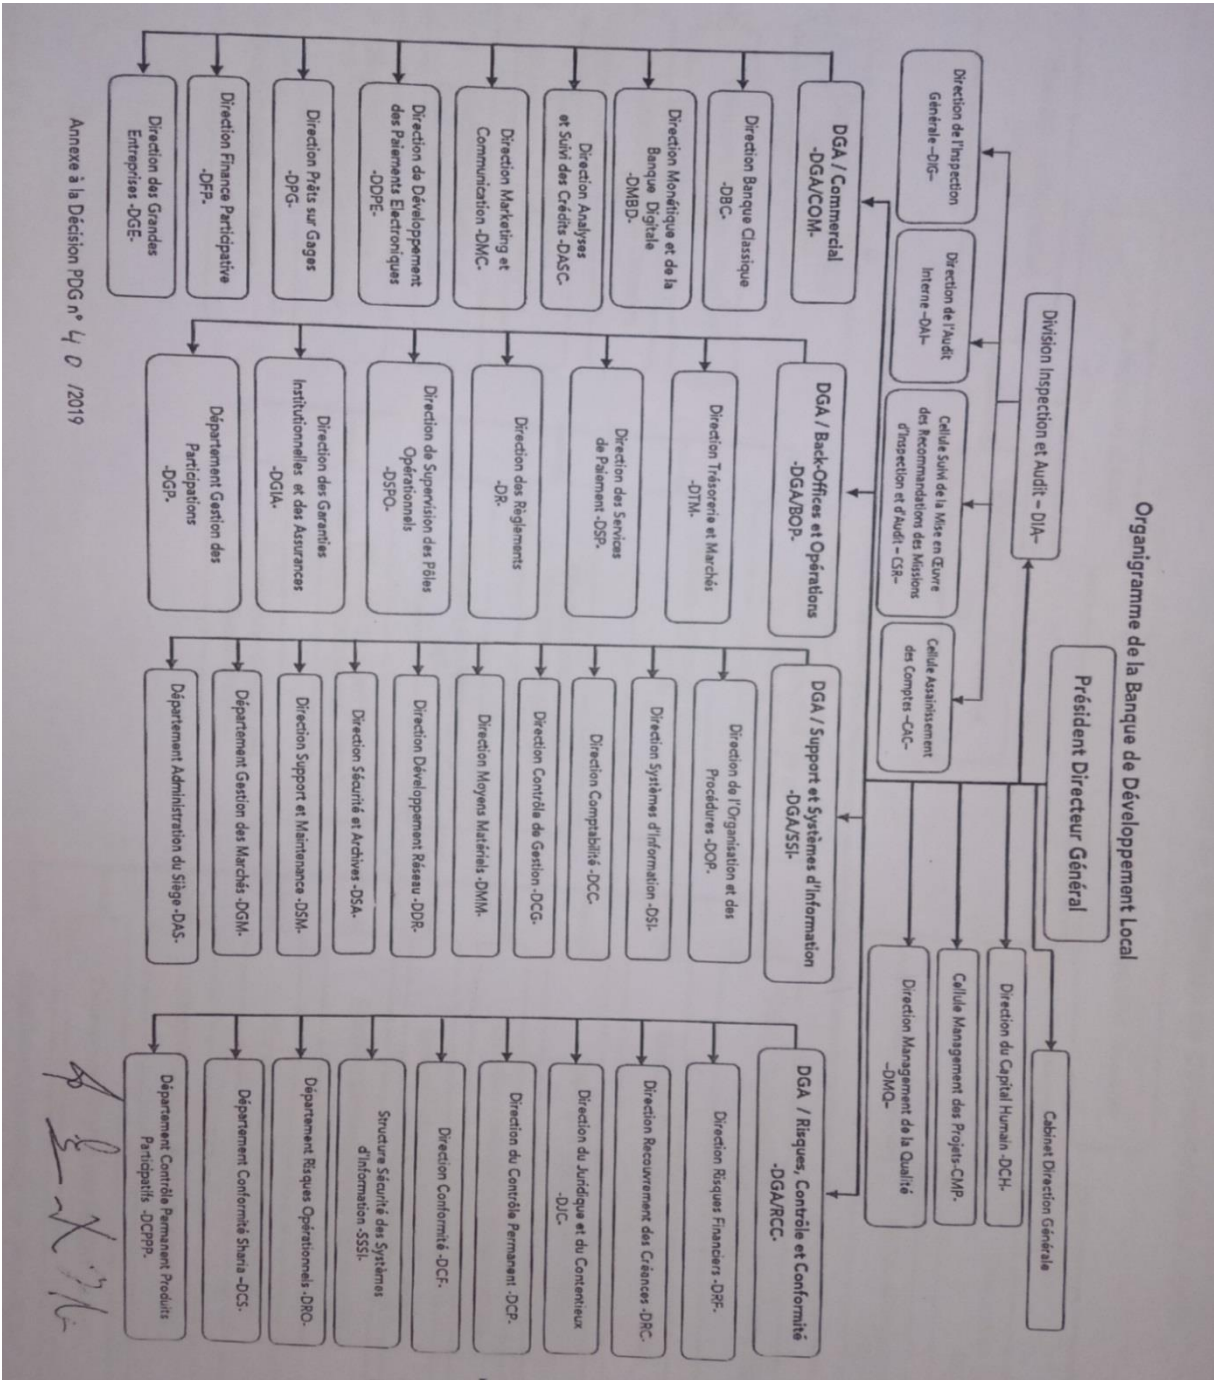 Organigramme de la Banque de Développement Local
Président Directeur Général
Cabinet Direction Générale
Direction du Capital Humain -DCH-
Cellule Management des Projets-CMP-
Direction Management de la Qualité
-DMQ-
Division Inspection et Audit – DIA–
Direction de l'Inspection
Générale –DIG–
Direction de l'Audit
Interne –DAI–
Cellule Suivi de la Mise en Œuvre
des Recommandations des Missions
d'Inspection et d'Audit – CSR–
Cellule Assainissement
des Comptes –CAC–
DGA / Commercial
-DGA/COM-
Direction Banque Classique
-DBC-
Direction Monétique et de la
Banque Digitale
-DMBD-
Direction Analyses
et Suivi des Crédits -DASC-
Direction Marketing et
Communication -DMC-
Direction de Développement
des Paiements Electroniques
-DDPE-
Direction Prêts sur Gages
-DPG-
Direction Finance Participative
-DFP-
Direction des Grandes
Entreprises -DGE-
DGA / Back-Offices et Opérations
-DGA/BOP-
Direction Trésorerie et Marchés
-DTM-
Direction des Services
de Paiement -DSP-
Direction des Règlements
-DR-
Direction de Supervision des Pôles
Opérationnels
-DSPO-
Direction des Garanties
Institutionnelles et des Assurances
-DGIA-
Département Gestion des
Participations
-DGP-
DGA / Support et Systèmes d'Information
-DGA/SSI-
Direction de l'Organisation et des
Procédures -DOP-
Direction Systèmes d'Information -DSI-
Direction Comptabilité -DCC-
Direction Contrôle de Gestion -DCG-
Direction Moyens Matériels -DMM-
Direction Développement Réseau -DDR-
Direction Sécurité et Archives -DSA-
Direction Support et Maintenance -DSM-
Département Gestion des Marchés -DGM-
Département Administration du Siège -DAS-
DGA / Risques, Contrôle et Conformité
-DGA/RCC-
Direction Risques Financiers -DRF-
Direction Recouvrement des Créances -DRC-
Direction du Juridique et du Contentieux
-DJC-
Direction du Contrôle Permanent -DCP-
Direction Conformité -DCF-
Structure Sécurité des Systèmes
d'Information -SSSI-
Département Risques Opérationnels -DRO-
Département Conformité Sharia –DCS-
Département Contrôle Permanent Produits
Participatifs -DCPPP-
Annexe à la Décision PDG n° 40 /2019